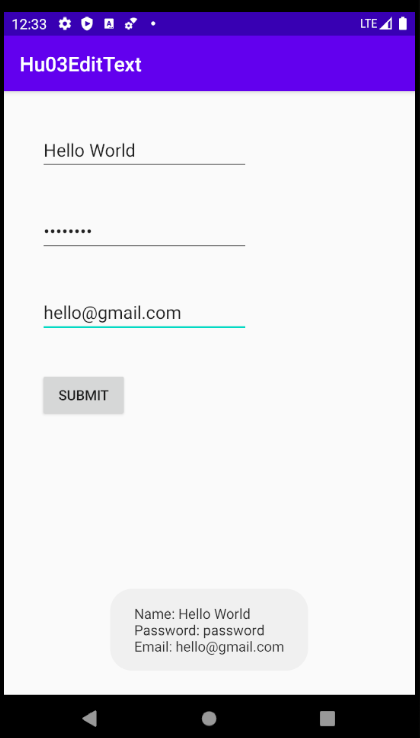 12:33 LTE
Hu03EditText
Hello World
••••••••
hello@gmail.com
SUBMIT
Name: Hello World
Password: password
Email: hello@gmail.com